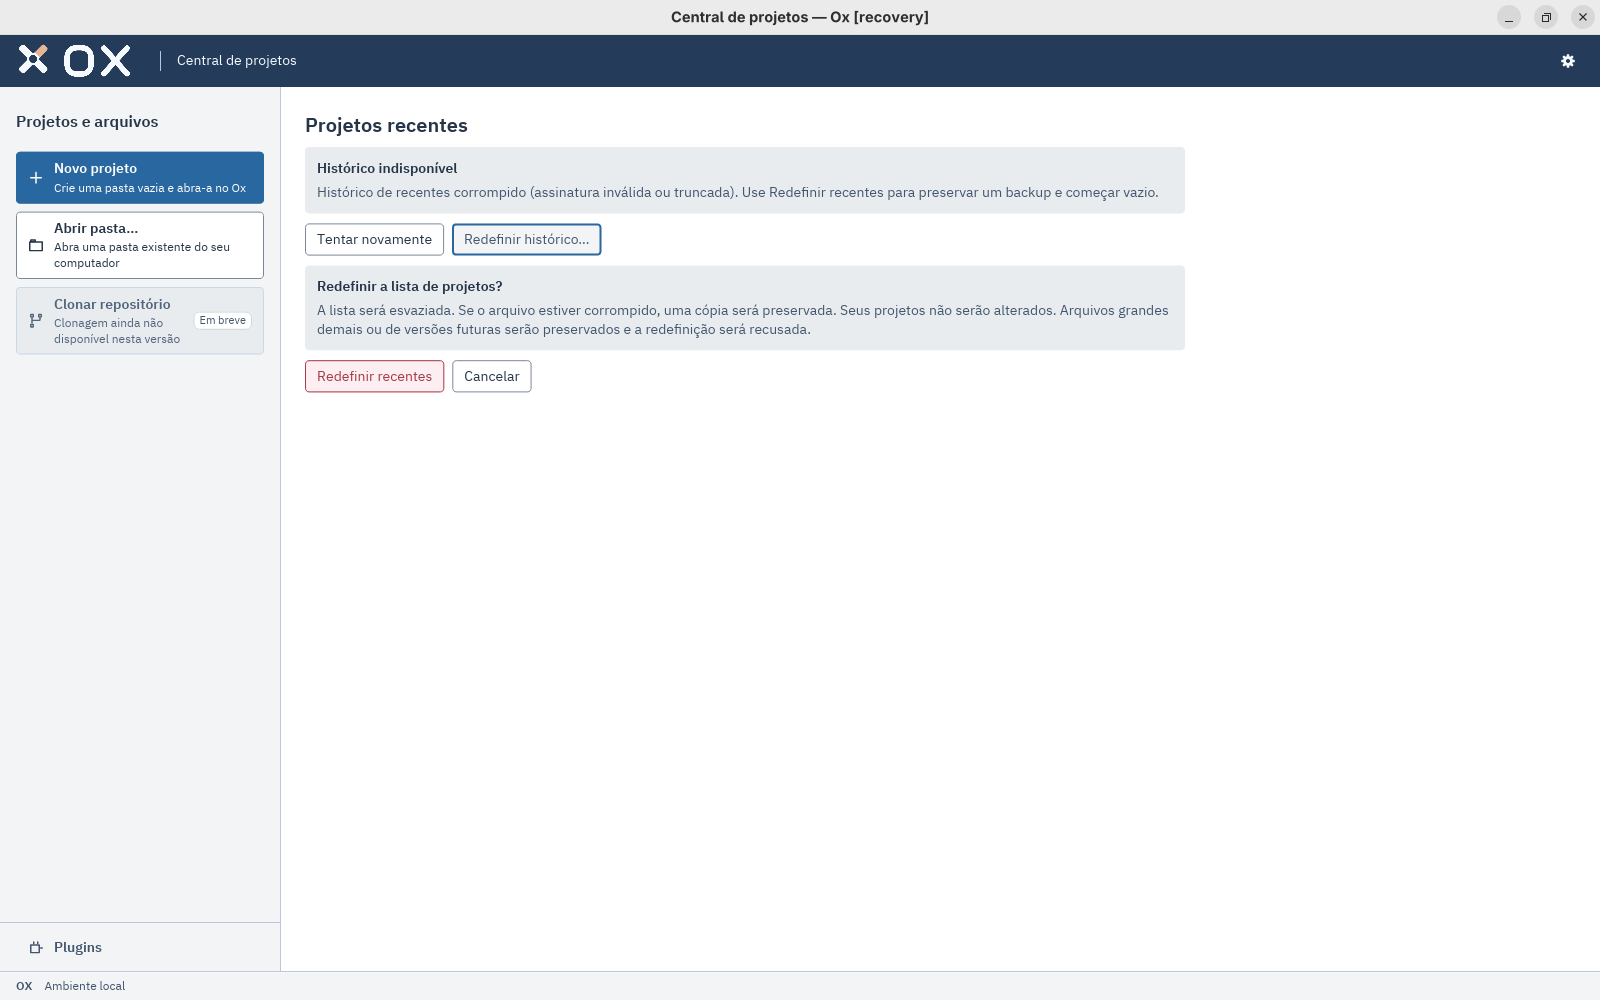 Central de projetos — Ox [recovery]
OX
Central de projetos
Projetos e arquivos
Novo projeto
Crie uma pasta vazia e abra-a no Ox
Abrir pasta...
Abra uma pasta existente do seu
computador
Clonar repositório
Clonagem ainda não
disponível nesta versão
Em breve
Projetos recentes
Histórico indisponível
Histórico de recentes corrompido (assinatura inválida ou truncada). Use Redefinir recentes para preservar um backup e começar vazio.
Tentar novamente
Redefinir histórico...
Redefinir a lista de projetos?
A lista será esvaziada. Se o arquivo estiver corrompido, uma cópia será preservada. Seus projetos não serão alterados. Arquivos grandes
demais ou de versões futuras serão preservados e a redefinição será recusada.
Redefinir recentes
Cancelar
Plugins
OX Ambiente local